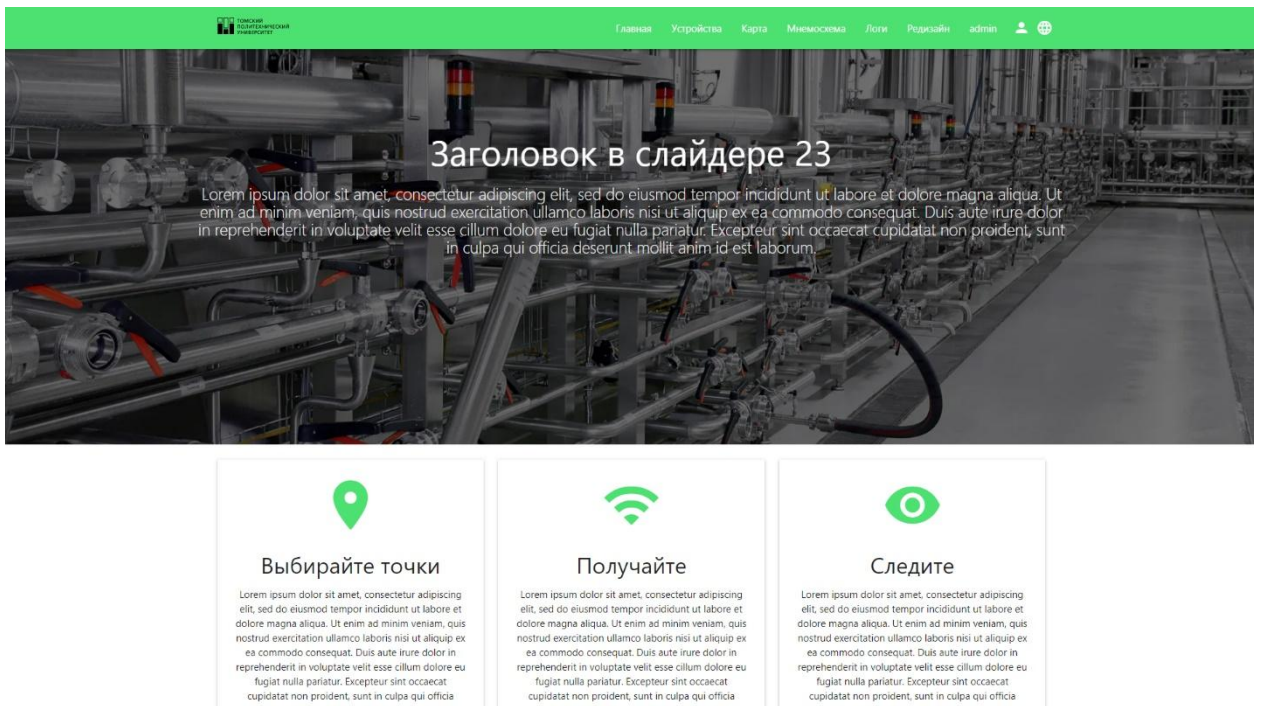 ТОМСКИЙ
ПОЛИТЕХНИЧЕСКИЙ
УНИВЕРСИТЕТ
Главная Устройства Карта Мнемосхема Логи Редизайн admin
Заголовок в слайдере 23
Lorem ipsum dolor sit amet, consectetur adipiscing elit, sed do eiusmod tempor incididunt ut labore et dolore magna aliqua. Ut
enim ad minim veniam, quis nostrud exercitation ullamco laboris nisi ut aliquip ex ea commodo consequat. Duis aute irure dolor
in reprehenderit in voluptate velit esse cillum dolore eu fugiat nulla pariatur. Excepteur sint occaecat cupidatat non proident, sunt
in culpa qui officia deserunt mollit anim id est laborum.
Выбирайте точки
Lorem ipsum dolor sit amet, consectetur adipiscing
elit, sed do eiusmod tempor incididunt ut labore et
dolore magna aliqua. Ut enim ad minim veniam, quis
nostrud exercitation ullamco laboris nisi ut aliquip ex
ea commodo consequat. Duis aute irure dolor in
reprehenderit in voluptate velit esse cillum dolore eu
fugiat nulla pariatur. Excepteur sint occaecat
cupidatat non proident, sunt in culpa qui officia
Получайте
Lorem ipsum dolor sit amet, consectetur adipiscing
elit, sed do eiusmod tempor incididunt ut labore et
dolore magna aliqua. Ut enim ad minim veniam, quis
nostrud exercitation ullamco laboris nisi ut aliquip ex
ea commodo consequat. Duis aute irure dolor in
reprehenderit in voluptate velit esse cillum dolore eu
fugiat nulla pariatur. Excepteur sint occaecat
cupidatat non proident, sunt in culpa qui officia
Следите
Lorem ipsum dolor sit amet, consectetur adipiscing
elit, sed do eiusmod tempor incididunt ut labore et
dolore magna aliqua. Ut enim ad minim veniam, quis
nostrud exercitation ullamco laboris nisi ut aliquip ex
ea commodo consequat. Duis aute irure dolor in
reprehenderit in voluptate velit esse cillum dolore eu
fugiat nulla pariatur. Excepteur sint occaecat
cupidatat non proident, sunt in culpa qui officia